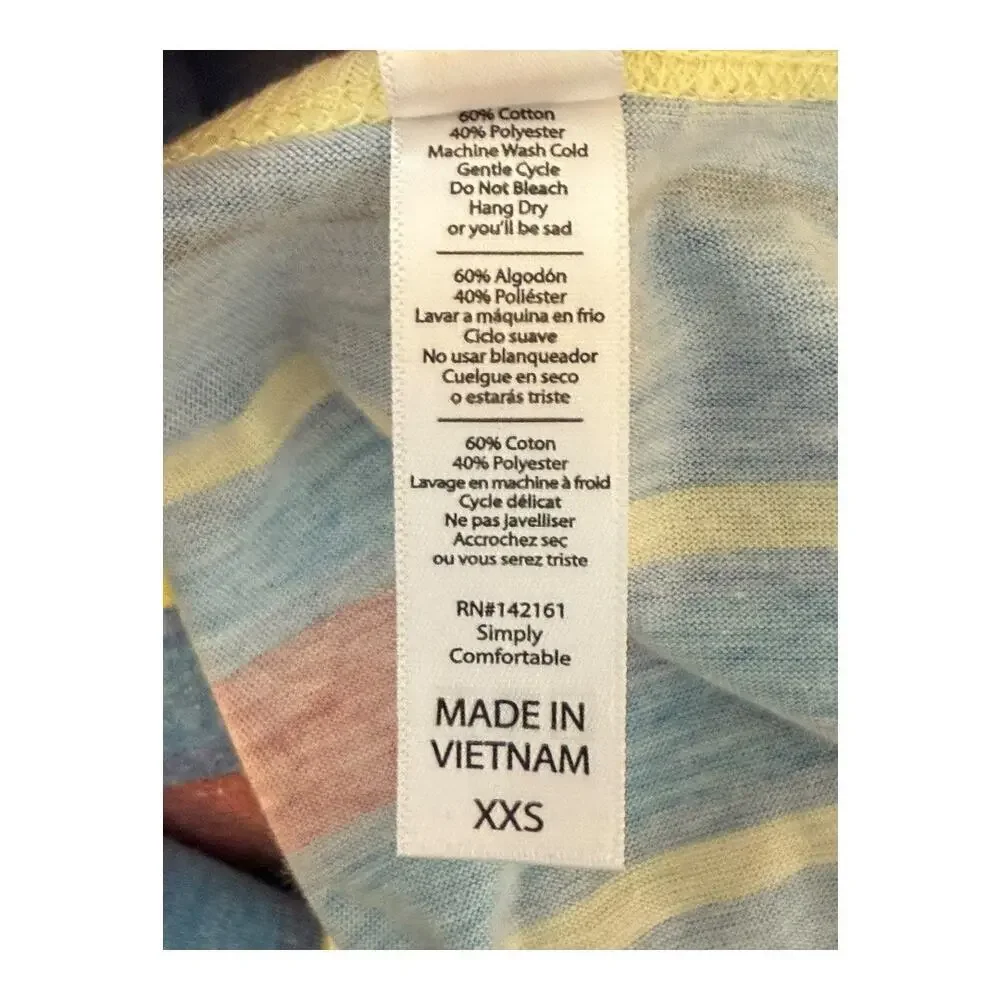 60% Cotton
40% Polyester
Machine Wash Cold
Gentle Cycle
Do Not Bleach
Hang Dry
or you'll be sad
60% Algodón
40% Poliéster
Lavar a máquina en frio
Ciclo suave
No usar blanqueador
Cuelgue en seco
o estarás triste
60% Coton
40% Polyester
Lavage en machine à froid
Cycle délicat
Ne pas Javelliser
Accrochez sec
ou vous serez triste
RN#142161
Simply
Comfortable
MADE IN
VIETNAM
XXS